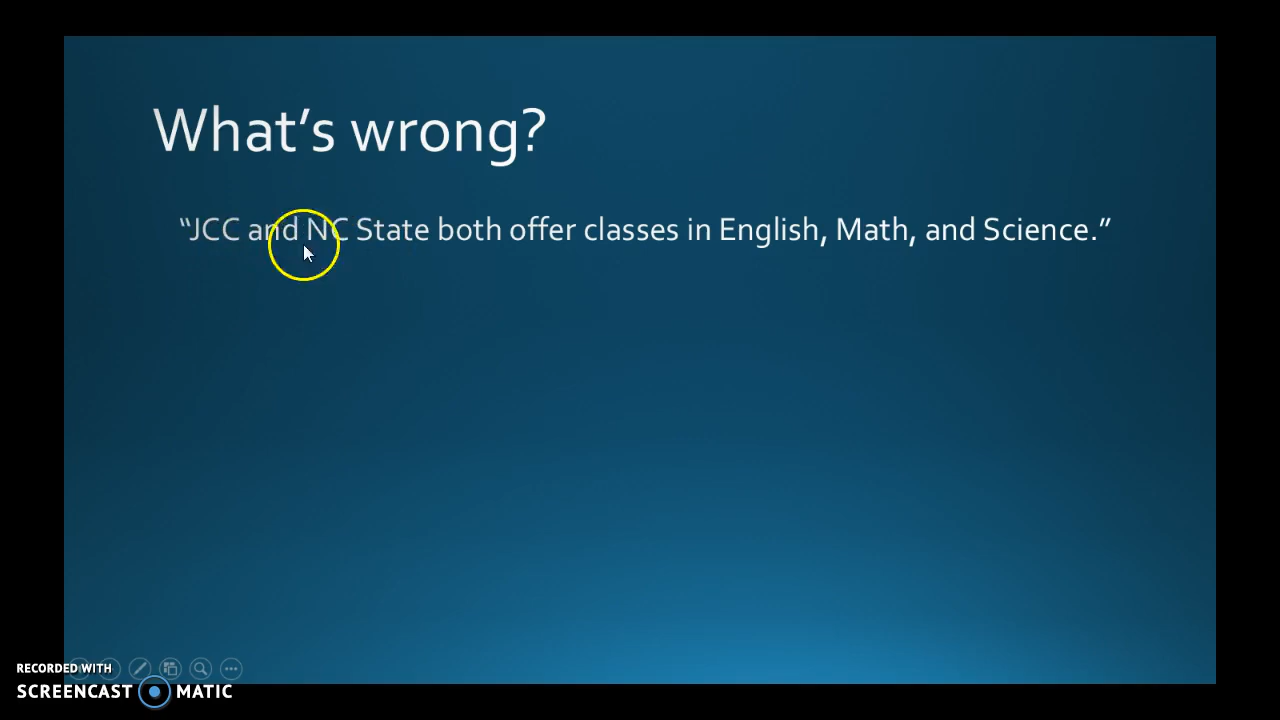 What’s wrong?
“JCC and NC State both offer classes in English, Math, and Science.”
RECORDED WITH
SCREENCAST MATIC